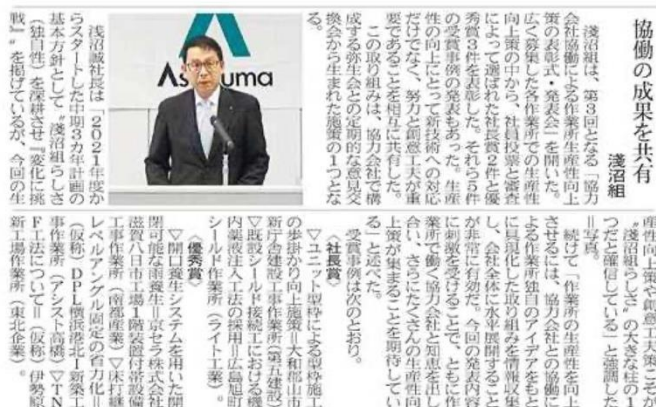 協働の成果を共有
淺沼組
淺沼組は、第3回となる「協力
会社協働による作業所生産性向上
策の表彰式・発表会」を開いた。
広く募集した各作業所での生産性
向上策の中から、社員投票と審査
によって選ばれた社長賞2件と優
秀賞3件を表彰した。それら5件
の受賞事例の発表もあった。生産
性の向上にとって新技術への対応
だけでなく、努力と創意工夫が重
要であることを相互に共有した。
この取り組みは、協力会社で構
成する弥生会との定期的な意見交
換会から生まれた施策の1つとな
る。
As uma
浅沼誠社長は「2021年度か
らスタートした中期3カ年計画の
基本方針として〝淺沼組らしさ
（独自性）を深耕させ『変化に挑
戦』〟を掲げているが、今回の生
産性向上策や創意工夫策こそが
〝淺沼組らしさ〟の大きな柱の1
つだと確信している」と強調した
＝写真。
続けて「作業所の生産性を向上
させるには、協力会社との協働に
よる作業所独自のアイデアをもと
に具現化した取り組みを情報収集
し、会社全体に水平展開すること
が非常に有効だ。今回の発表内容
に刺激を受けることで、ともに作
業所で働く協力会社と知恵を出し
合い、さらにたくさんの生産性向
上策が集まることを期待してい
る」と述べた。
受賞事例は次のとおり。
〈社長賞〉
▽ユニット型枠による型枠施工
の歩掛かり向上施策＝大和郡山市
新庁舎建設工事作業所（第五建設）
▽既設シールド接続工における機
内薬液注入工法の採用＝広島旭町
シールド作業所（ライト工業）。
〈優秀賞〉
▽開口養生システムを用いた開
閉可能な雨養生＝京セラ株式会社
滋賀八日市工場1階装置付帯設備
工事作業所（南都産業）▽床打継
レベルアングル固定の省力化＝
（仮称）DPL横浜港北I新築工
事作業所（アシスト高橋）▽TN
F工法について＝（仮称）伊勢原
新工場作業所（東北企業）。